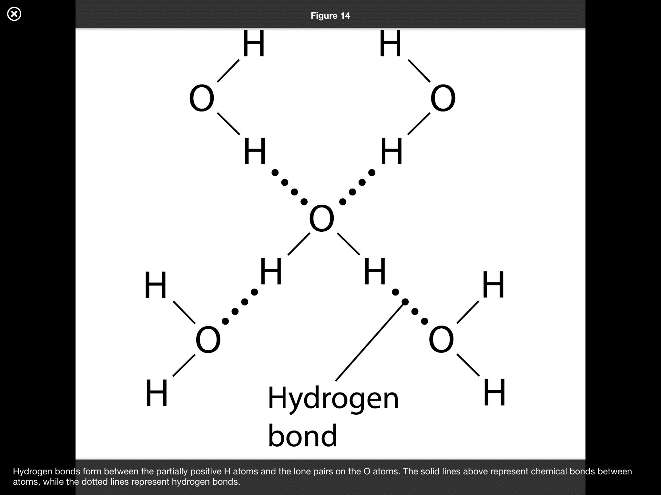 Figure 14
H H
O O
H H
O
H H
H H
O O
H H
Hydrogen
bond
Hydrogen bonds form between the partially positive H atoms and the lone pairs on the O atoms. The solid lines above represent chemical bonds between
atoms, while the dotted lines represent hydrogen bonds.